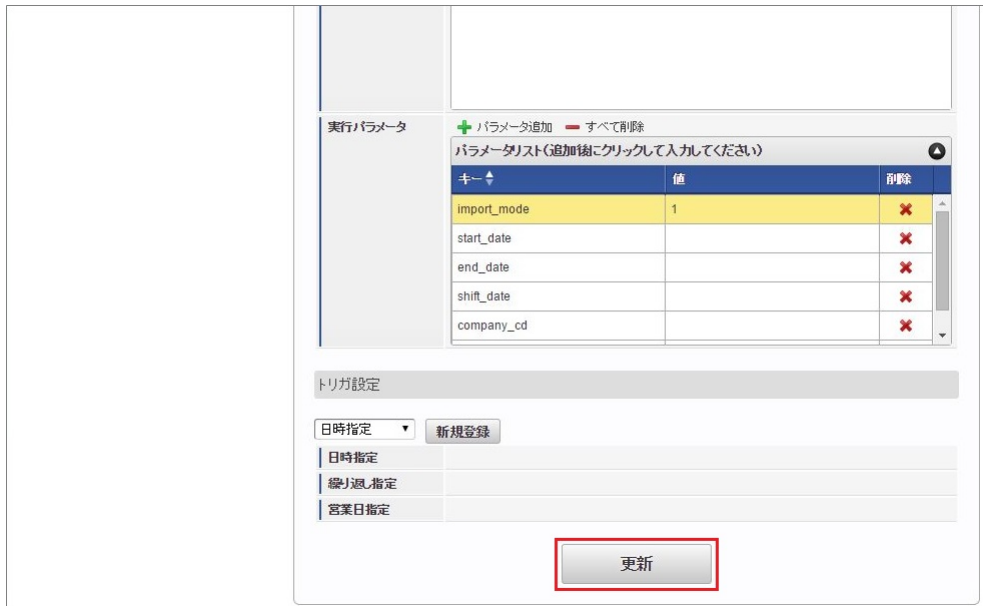 実行パラメータ
パラメータ追加 すべて削除
パラメータリスト(追加後にクリックして入力してください)
キー 値 削除
import_mode 1
start_date
end_date
shift_date
company_cd
トリガ設定
日時指定 新規登録
日時指定
繰り返し指定
営業日指定
更新